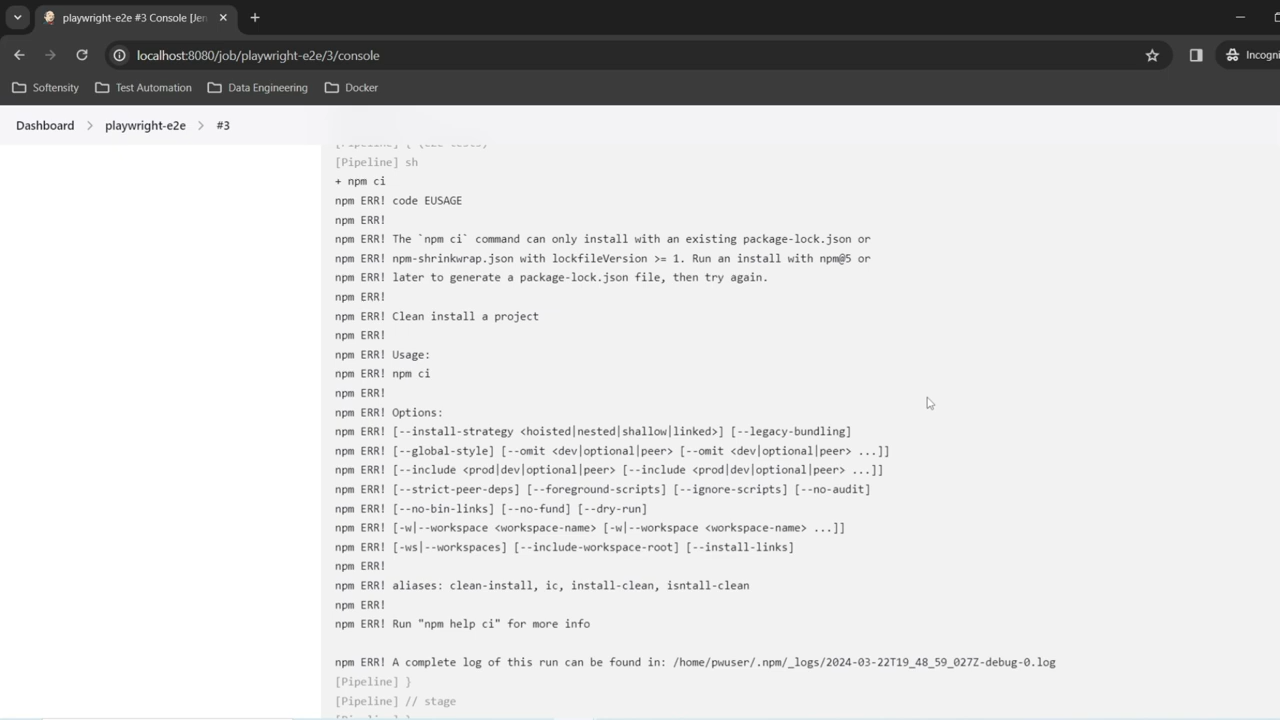 playwright-e2e #3 Console [Jen
localhost:8080/job/playwright-e2e/3/console
Incogni
Softensity
Test Automation
Data Engineering
Docker
Dashboard
playwright-e2e
#3
[Pipeline] { (e2e-tests)
[Pipeline] sh
+ npm ci
npm ERR! code EUSAGE
npm ERR!
npm ERR! The `npm ci` command can only install with an existing package-lock.json or
npm ERR! npm-shrinkwrap.json with lockfileVersion >= 1. Run an install with npm@5 or
npm ERR! later to generate a package-lock.json file, then try again.
npm ERR!
npm ERR! Clean install a project
npm ERR!
npm ERR! Usage:
npm ERR! npm ci
npm ERR!
npm ERR! Options:
npm ERR! [--install-strategy <hoisted|nested|shallow|linked>] [--legacy-bundling]
npm ERR! [--global-style] [--omit <dev|optional|peer> [--omit <dev|optional|peer> ...]]
npm ERR! [--include <prod|dev|optional|peer> [--include <prod|dev|optional|peer> ...]]
npm ERR! [--strict-peer-deps] [--foreground-scripts] [--ignore-scripts] [--no-audit]
npm ERR! [--no-bin-links] [--no-fund] [--dry-run]
npm ERR! [-w|--workspace <workspace-name> [-w|--workspace <workspace-name> ...]]
npm ERR! [-ws|--workspaces] [--include-workspace-root] [--install-links]
npm ERR!
npm ERR! aliases: clean-install, ic, install-clean, isntall-clean
npm ERR!
npm ERR! Run "npm help ci" for more info
npm ERR! A complete log of this run can be found in: /home/pwuser/.npm/_logs/2024-03-22T19_48_59_027Z-debug-0.log
[Pipeline] }
[Pipeline] // stage
[Pipeline] }